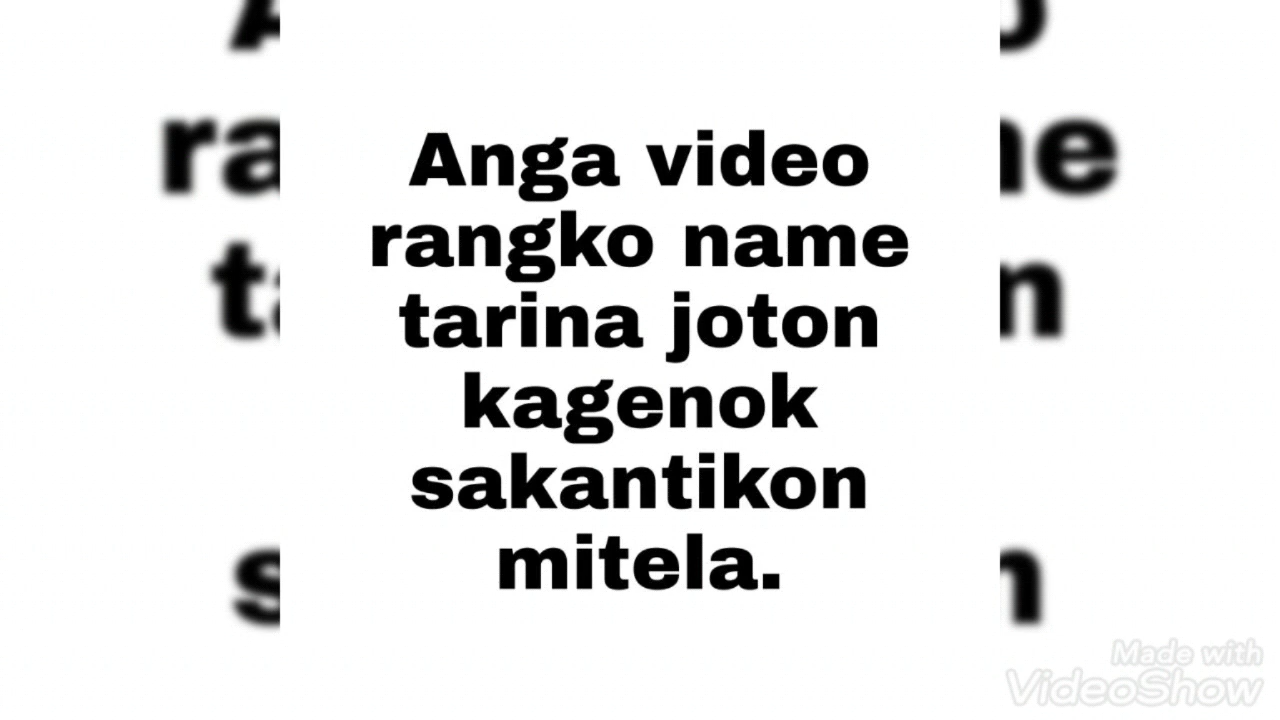 Anga video
rangko name
tarina joton
kagenok
sakantikon
mitela.
Made with
VideoShow